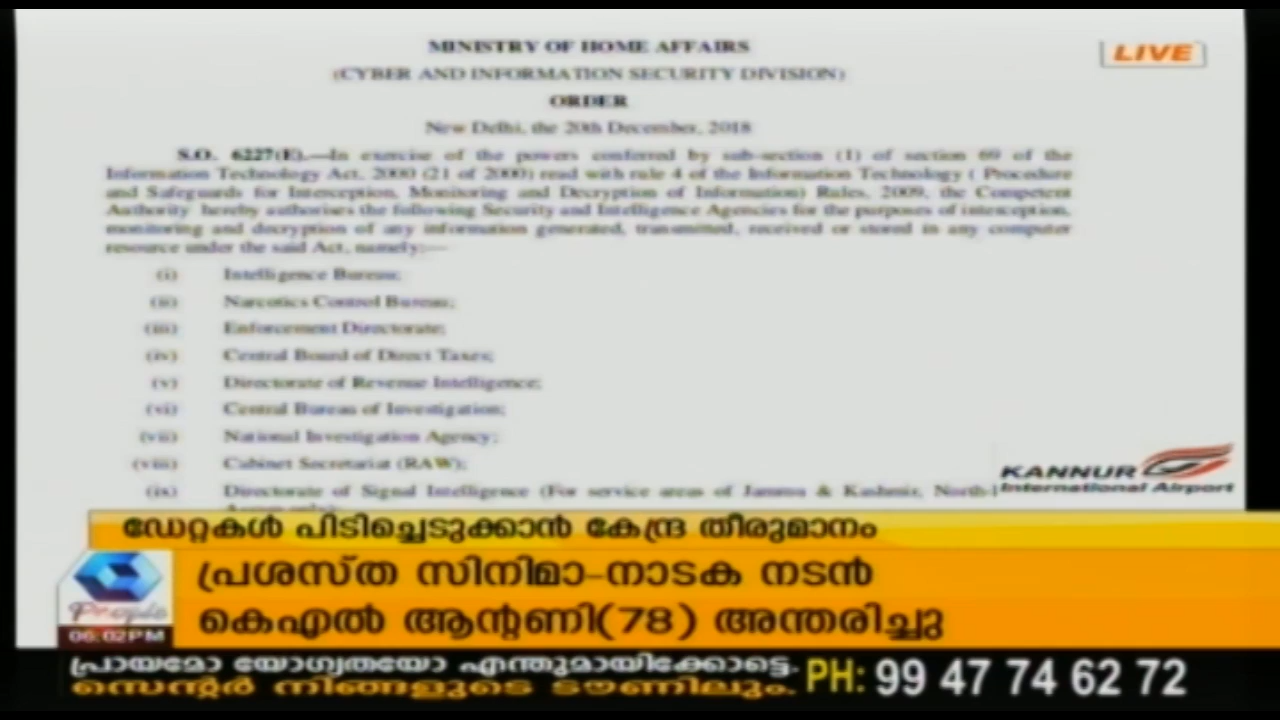 MINISTRY OF HOME AFFAIRS
(CYBER AND INFORMATION SECURITY DIVISION)
ORDER
New Delhi, the 20th December, 2018
S.O. 6227(E).—In exercise of the powers conferred by sub-section (1) of section 69 of the
Information Technology Act, 2000 (21 of 2000) read with rule 4 of the Information Technology ( Procedure
and Safeguards for Interception, Monitoring and Decryption of Information) Rules, 2009, the Competent
Authority hereby authorises the following Security and Intelligence Agencies for the purposes of interception,
monitoring and decryption of any information generated, transmitted, received or stored in any computer
resource under the said Act, namely:—
(i) Intelligence Bureau;
(ii) Narcotics Control Bureau;
(iii) Enforcement Directorate;
(iv) Central Board of Direct Taxes;
(v) Directorate of Revenue Intelligence;
(vi) Central Bureau of Investigation;
(vii) National Investigation Agency;
(viii) Cabinet Secretariat (RAW);
(ix) Directorate of Signal Intelligence (For service areas of Jammu & Kashmir, North-
LIVE
KANNUR
International Airport
ഡേറ്റകൾ പിടിച്ചെടുക്കാൻ കേന്ദ്ര തീരുമാനം
പ്രശസ്ത സിനിമാ-നാടക നടൻ
കെഎൽ ആന്റണി(78) അന്തരിച്ചു
People
06:02PM
പ്രായമോ യോഗ്യതയോ എന്തുമായിക്കോട്ടെ.
സെന്റർ നിങ്ങളുടെ ടൗണിലും.
PH: 99 47 74 62 72